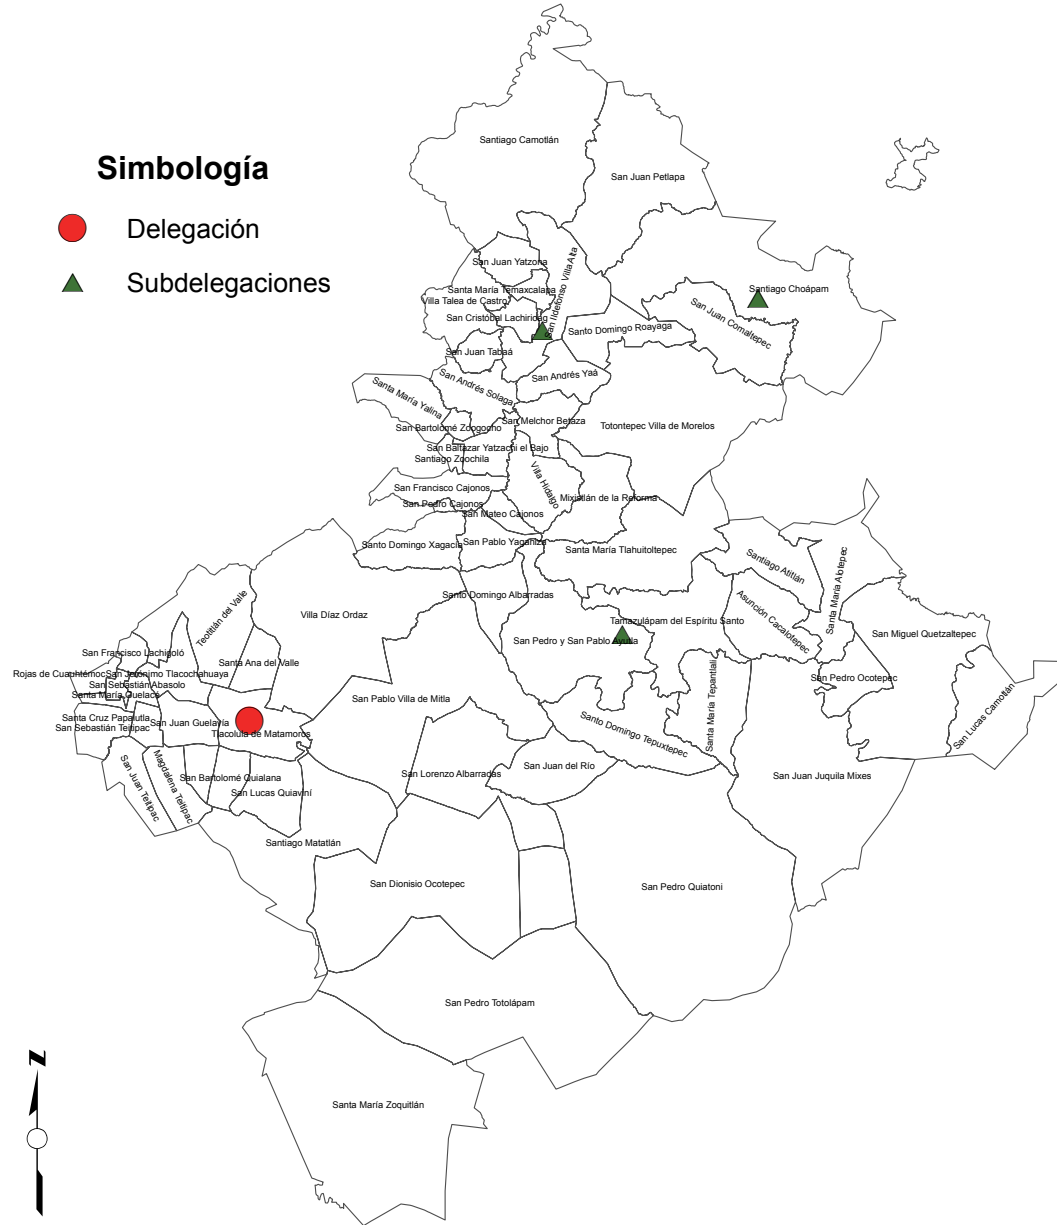 Santiago Camotlán
Simbología
San Juan Petlapa
Delegación
San Juan Yatzona
San Ildefonso Villa Alta
Subdelegaciones
Santa María Temaxcalapa
Santiago Choápam
Villa Talea de Castro
San Cristóbal Lachirioag
San Juan Comaltepec
Santo Domingo Roayaga
San Juan Tabaá
San Andrés Yaá
San Andrés Solaga
Santa María Yalina
San Melchor Betaza
San Bartolomé Zoogocho
Totontepec Villa de Morelos
San Baltazar Yatzachi el Bajo
Santiago Zoochila
Villa Hidalgo
San Francisco Cajonos
Mixistlán de la Reforma
San Pedro Cajonos
San Mateo Cajonos
Santo Domingo Xagacía
San Pablo Yaganiza
Santa María Tlahuitoltepec
Santiago Atitlán
Santa María Alotepec
Santo Domingo Albarradas
Asunción Cacalotepec
Teotitlán del Valle
Villa Díaz Ordaz
Tamazulápam del Espíritu Santo
San Miguel Quetzaltepec
San Pedro y San Pablo Ayutla
San Francisco Lachigoló
Santa Ana del Valle
Rojas de Cuauhtémoc
San Jerónimo Tlacochahuaya
San Pedro Ocotepec
San Sebastián Abasolo
Santa María Guelacé
Santa María Tepantlali
San Pablo Villa de Mitla
San Lucas Camotlán
Santa Cruz Papalutla
San Juan Guelavía
San Sebastián Teitipac
Tlacolula de Matamoros
Santo Domingo Tepuxtepec
San Juan del Río
San Lorenzo Albarradas
San Juan Juquila Mixes
San Juan Teitipac
Magdalena Teitipac
San Bartolomé Quialana
San Lucas Quiaviní
Santiago Matatlán
San Dionisio Ocotepec
San Pedro Quiatoni
San Pedro Totolápam
Z
Santa María Zoquitlán